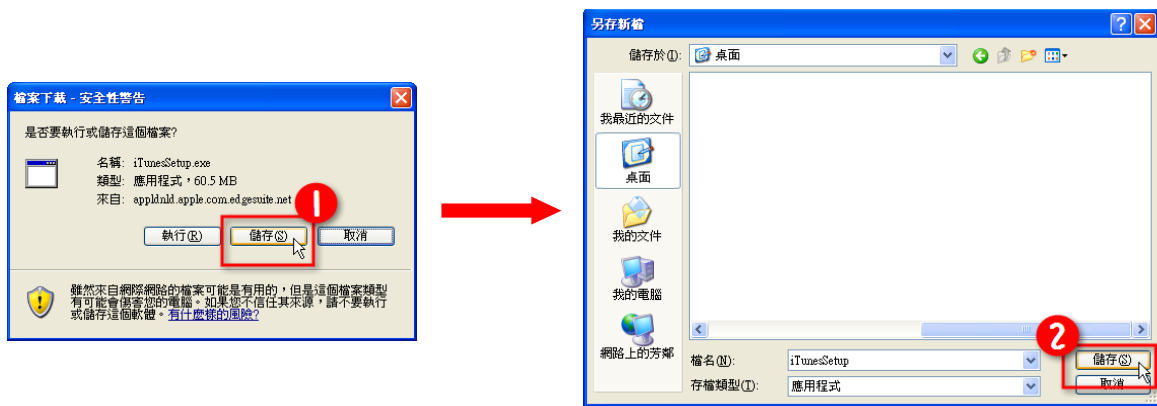 檔案下載 - 安全性警告
是否要執行或儲存這個檔案?
名稱: iTunesSetup.exe
類型: 應用程式，60.5 MB
來自: appldnld.apple.com.edgesuite.net
1
執行(R) 儲存(S) 取消
雖然來自網際網路的檔案可能是有用的，但是這個檔案類型
有可能會傷害您的電腦。如果您不信任其來源，請不要執行
或儲存這個軟體。有什麼樣的風險?
另存新檔
儲存於(I): 桌面
我最近的文件
桌面
我的文件
我的電腦
網路上的芳鄰
2
檔名(N): iTunesSetup 儲存(S)
存檔類型(T): 應用程式 取消